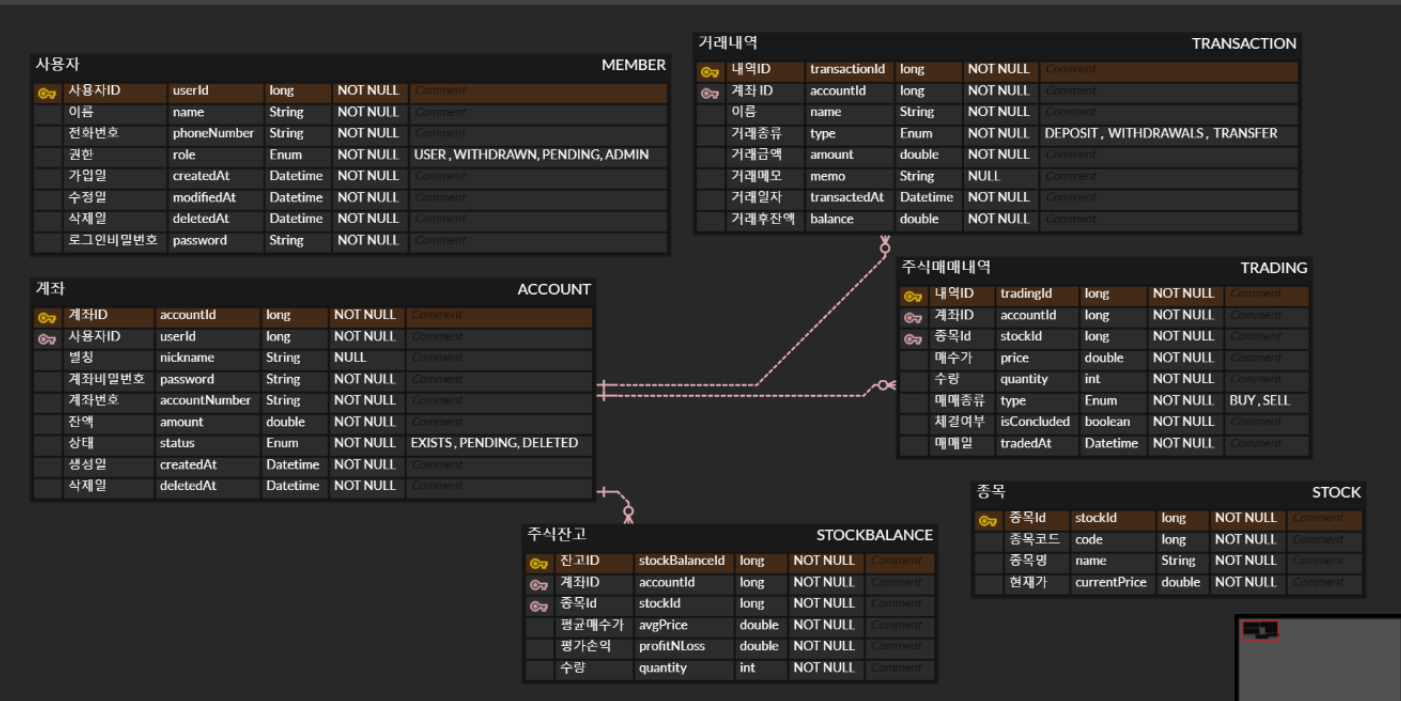 사용자 MEMBER
사용자ID userId long NOT NULL Comment
이름 name String NOT NULL Comment
전화번호 phoneNumber String NOT NULL Comment
권한 role Enum NOT NULL USER , WITHDRAWN, PENDING, ADMIN
가입일 createdAt Datetime NOT NULL Comment
수정일 modifiedAt Datetime NOT NULL Comment
삭제일 deletedAt Datetime NOT NULL Comment
로그인비밀번호 password String NOT NULL Comment
거래내역 TRANSACTION
내역ID transactionId long NOT NULL Comment
계좌 ID accountId long NOT NULL Comment
이름 name String NOT NULL Comment
거래종류 type Enum NOT NULL DEPOSIT , WITHDRAWALS , TRANSFER
거래금액 amount double NOT NULL Comment
거래메모 memo String NULL Comment
거래일자 transactedAt Datetime NOT NULL Comment
거래후잔액 balance double NOT NULL Comment
계좌 ACCOUNT
계좌ID accountId long NOT NULL Comment
사용자ID userId long NOT NULL Comment
별칭 nickname String NULL Comment
계좌비밀번호 password String NOT NULL Comment
계좌번호 accountNumber String NOT NULL Comment
잔액 amount double NOT NULL Comment
상태 status Enum NOT NULL EXISTS , PENDING, DELETED
생성일 createdAt Datetime NOT NULL Comment
삭제일 deletedAt Datetime NOT NULL Comment
주식매매내역 TRADING
내역ID tradingId long NOT NULL Comment
계좌ID accountId long NOT NULL Comment
종목Id stockId long NOT NULL Comment
매수가 price double NOT NULL Comment
수량 quantity int NOT NULL Comment
매매종류 type Enum NOT NULL BUY , SELL
체결여부 isConcluded boolean NOT NULL Comment
매매일 tradedAt Datetime NOT NULL Comment
종목 STOCK
종목Id stockId long NOT NULL Comment
종목코드 code long NOT NULL Comment
종목명 name String NOT NULL Comment
현재가 currentPrice double NOT NULL Comment
주식잔고 STOCKBALANCE
잔고ID stockBalanceId long NOT NULL Comment
계좌ID accountId long NOT NULL Comment
종목Id stockId long NOT NULL Comment
평균매수가 avgPrice double NOT NULL Comment
평가손익 profitNLoss double NOT NULL Comment
수량 quantity int NOT NULL Comment